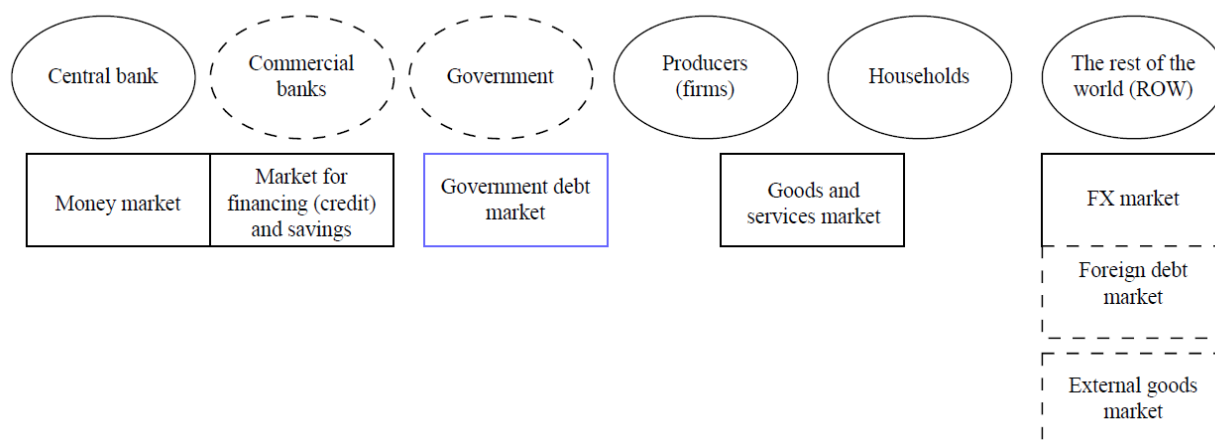 Central bank
Commercial
banks
Government
Producers
(firms)
Households
The rest of the
world (ROW)
Money market
Market for
financing (credit)
and savings
Government debt
market
Goods and
services market
FX market
Foreign debt
market
External goods
market